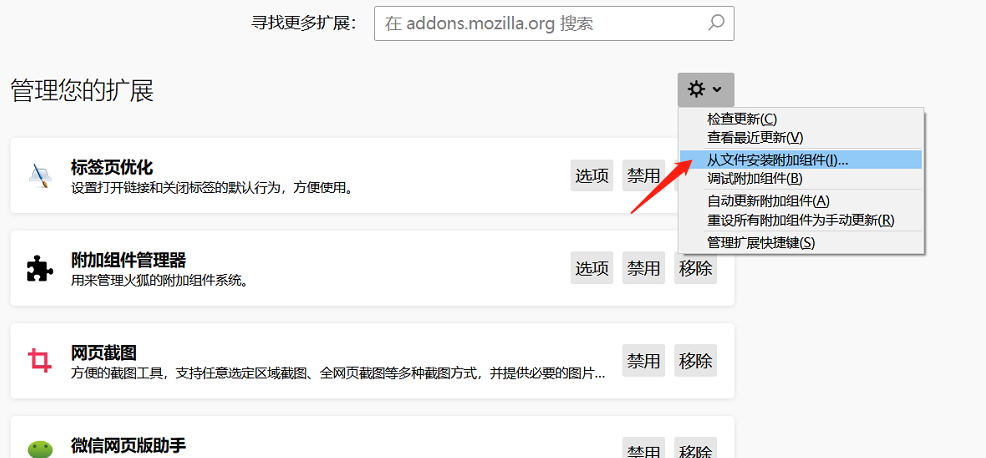 寻找更多扩展：
在 addons.mozilla.org 搜索
管理您的扩展
检查更新(C)
查看最近更新(V)
从文件安装附加组件(I)...
调试附加组件(B)
自动更新附加组件(A)
重设所有附加组件为手动更新(R)
管理扩展快捷键(S)
标签页优化
设置打开链接和关闭标签的默认行为，方便使用。
选项 禁用
附加组件管理器
用来管理火狐的附加组件系统。
选项 禁用 移除
网页截图
方便的截图工具，支持任意选定区域截图、全网页截图等多种截图方式，并提供必要的图片...
禁用 移除
微信网页版助手
禁用 移除